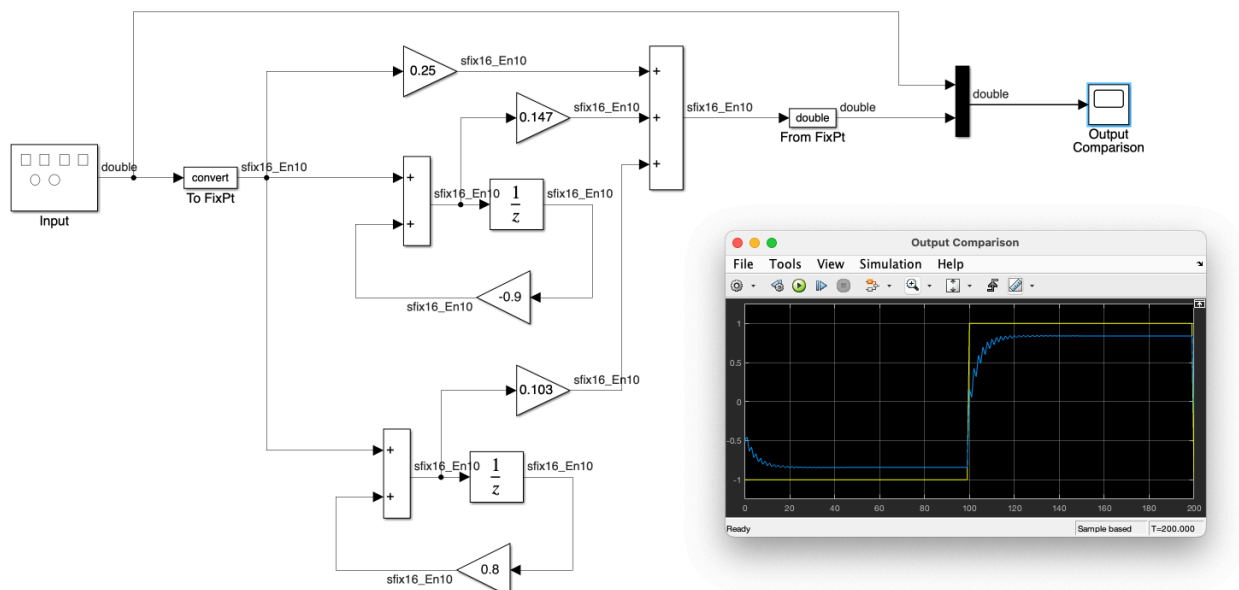 0.25
sfix16_En10
+
sfix16_En10
0.147
+
sfix16_En10
double
double
From FixPt
double
Output
Comparison
double
convert
To FixPt
sfix16_En10
Input
+
+
sfix16_En10
1
z
sfix16_En10
+
-0.9
sfix16_En10
0.103
sfix16_En10
+
+
sfix16_En10
1
z
sfix16_En10
0.8
sfix16_En10
Output Comparison
File Tools View Simulation Help
1
0.5
0
-0.5
-1
0 20 40 60 80 100 120 140 160 180 200
Ready Sample based T=200.000